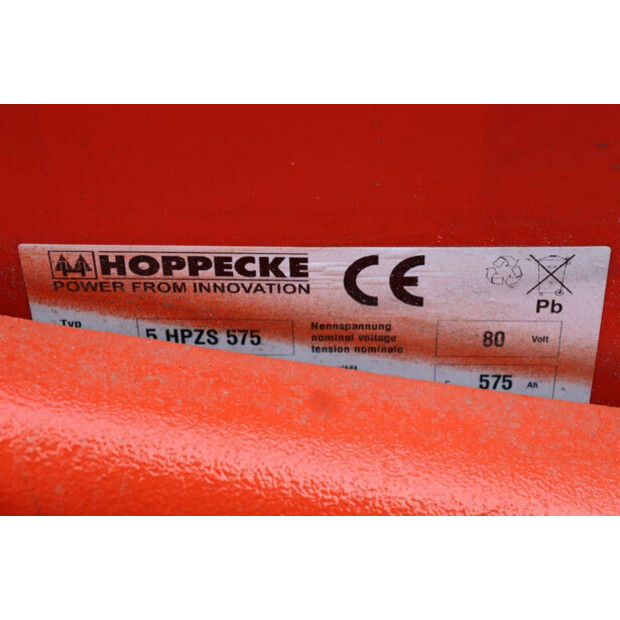 HOPPECKE
POWER FROM INNOVATION
CE
Pb
Typ
5 HPZS 575
Nennspannung
nominal voltage
tension nominale
80 Volt
575 Ah